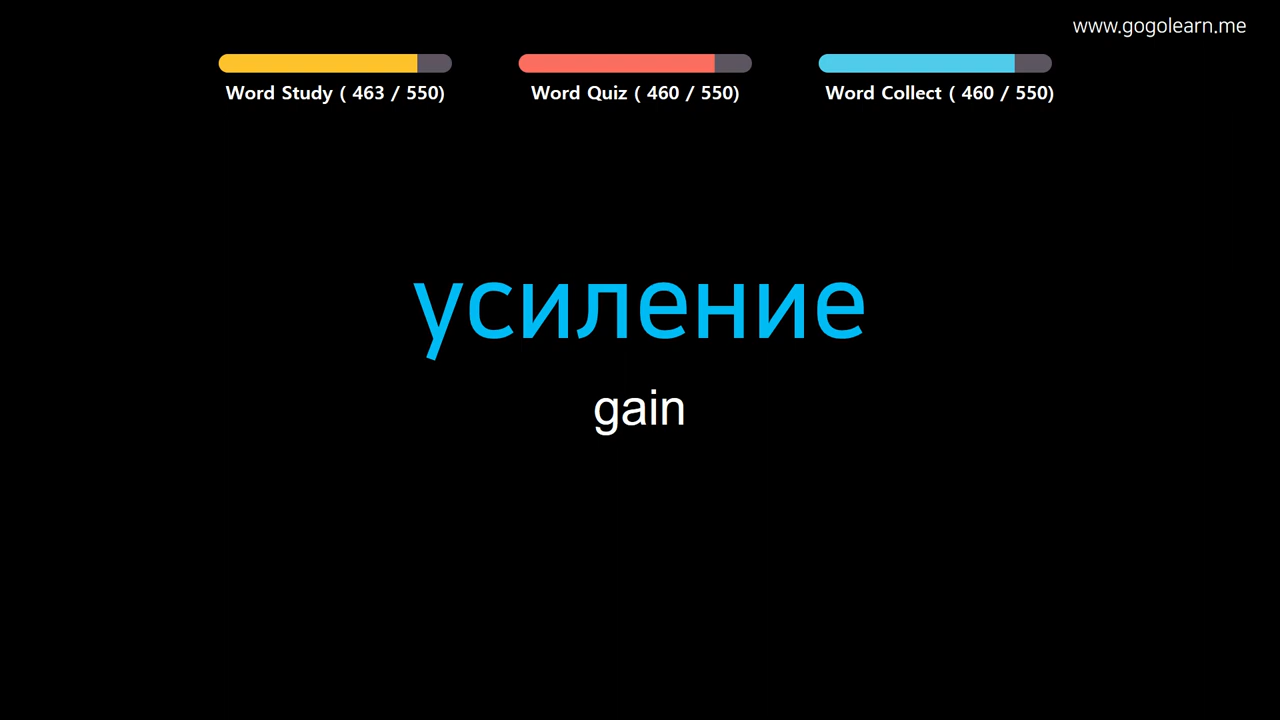 www.gogolearn.me
Word Study ( 463 / 550)
Word Quiz ( 460 / 550)
Word Collect ( 460 / 550)
усиление
gain